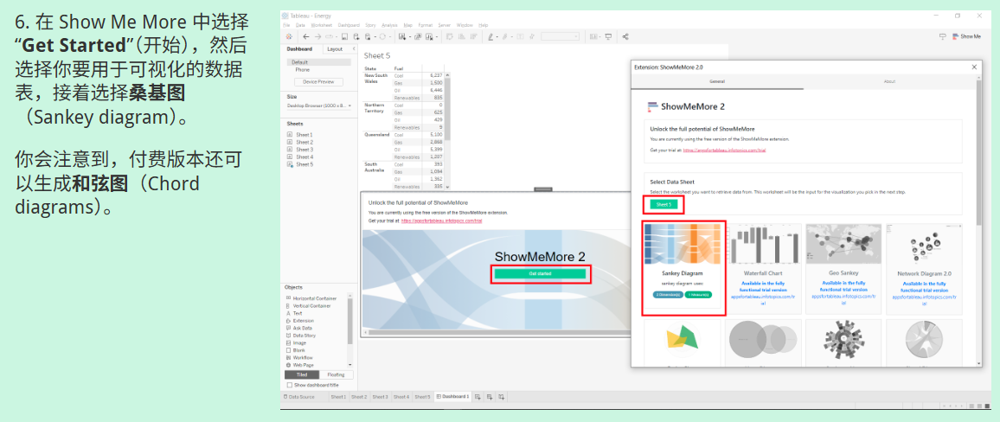 6. 在 Show Me More 中选择
“Get Started”（开始），然后
选择你要用于可视化的数据
表，接着选择桑基图
（Sankey diagram）。
你会注意到，付费版本还可
以生成和弦图（Chord
diagrams）。
Tableau - Energy
File Data Worksheet Dashboard Story Analysis Map Format Server Window Help
Show Me
Dashboard Layout
Default
Phone
Device Preview
Size
Desktop Browser (1000 x 8...
Sheets
Sheet 1
Sheet 2
Sheet 3
Sheet 4
Sheet 5
Objects
Horizontal Container
Vertical Container
Text
Extension
Ask Data
Data Story
Image
Blank
Workflow
Web Page
Tiled Floating
Show dashboard title
Sheet 5
State Fuel
New South Wales Coal 6,237
Gas 1,530
Oil 6,446
Renewables 835
Northern Territory Coal 0
Gas 625
Oil 429
Renewables 9
Queensland Coal 5,190
Gas 2,868
Oil 5,399
Renewables 1,207
South Australia Coal 393
Gas 1,094
Oil 1,362
Renewables 335
Unlock the full potential of ShowMeMore
You are currently using the free version of the ShowMeMore extension.
Get your trial at: https://appsfortableau.infotopics.com/trial
ShowMeMore 2
Get started
Extension: ShowMeMore 2.0
General About
ShowMeMore 2
Unlock the full potential of ShowMeMore
You are currently using the free version of the ShowMeMore extension.
Get your trial at: https://appsfortableau.infotopics.com/trial
Select Data Sheet
Select the worksheet you want to retrieve data from. This worksheet will be the input for the visualization you pick in the next step.
Sheet 5
Sankey Diagram
sankey diagram uses:
2 Dimension(s) 1 Measure(s)
Waterfall Chart
Available in the fully
functional trial version
appsfortableau.infotopics.com/tr
ial
Geo Sankey
Available in the fully
functional trial version
appsfortableau.infotopics.com/tr
ial
Network Diagram 2.0
Available in the fully
functional trial version
appsfortableau.infotopics.com/tr
ial
Data Source Sheet 1 Sheet 2 Sheet 3 Sheet 4 Sheet 5 Dashboard 1